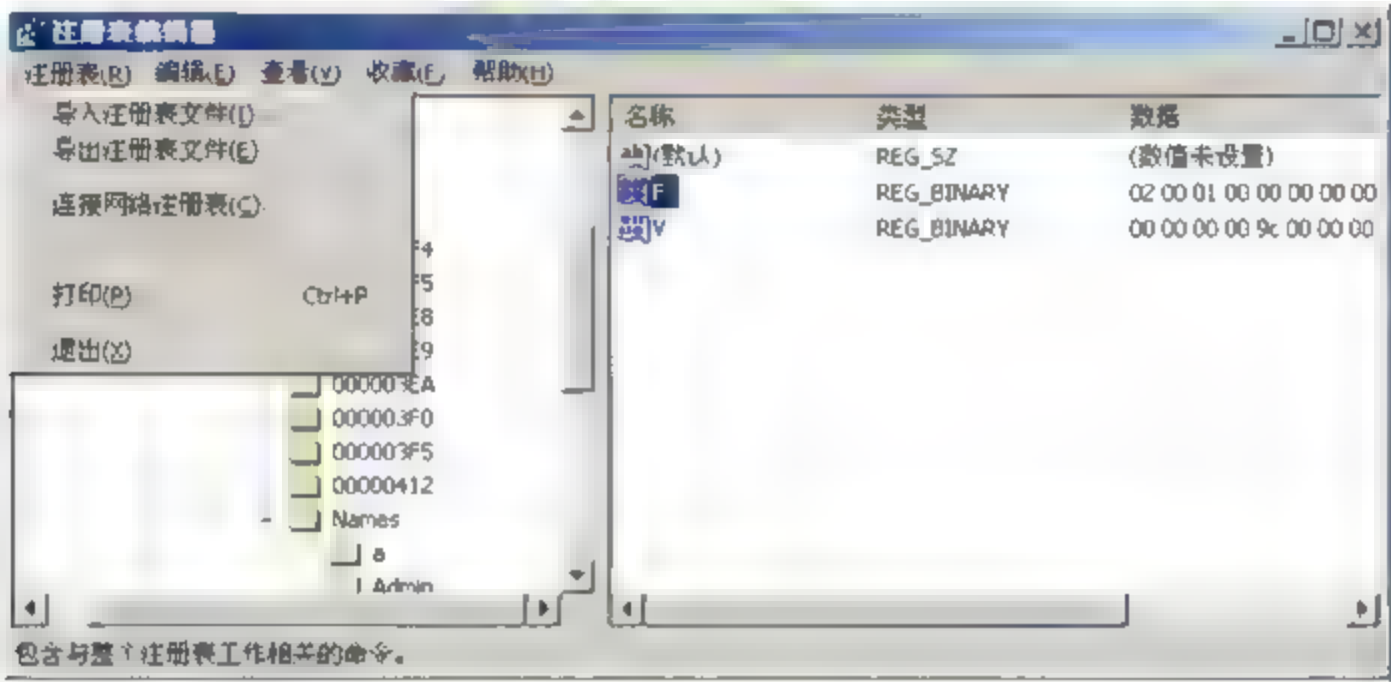 注册表编辑器
注册表(R) 编辑(E) 查看(V) 收藏(F) 帮助(H)
导入注册表文件(I)
导出注册表文件(E)
连接网络注册表(C)
打印(P) Ctrl+P
退出(X)
F4
F5
E8
E9
000003EA
000003F0
000003F5
00000412
Names
a
Admin
名称 类型 数据
ab](默认) REG_SZ (数值未设置)
F REG_BINARY 02 00 01 00 00 00 00 00
V REG_BINARY 00 00 00 00 9c 00 00 00
包含与整个注册表工作相关的命令。